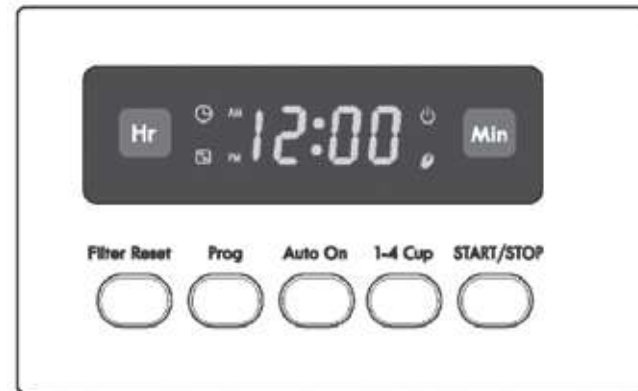 Hr AM 12:00 Min
PM
Filter Reset Prog Auto On 1-4 Cup START/STOP